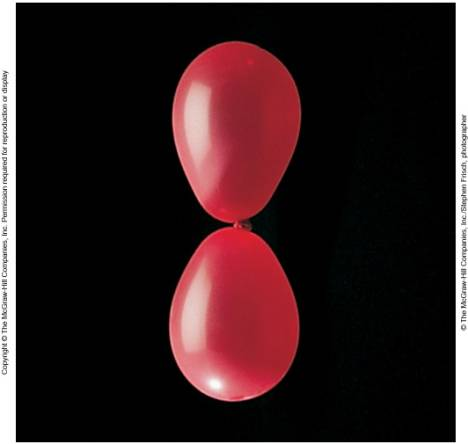 Copyright © The McGraw-Hill Companies, Inc. Permission required for reproduction or display
© The McGraw-Hill Companies, Inc./Stephen Frisch, photographer